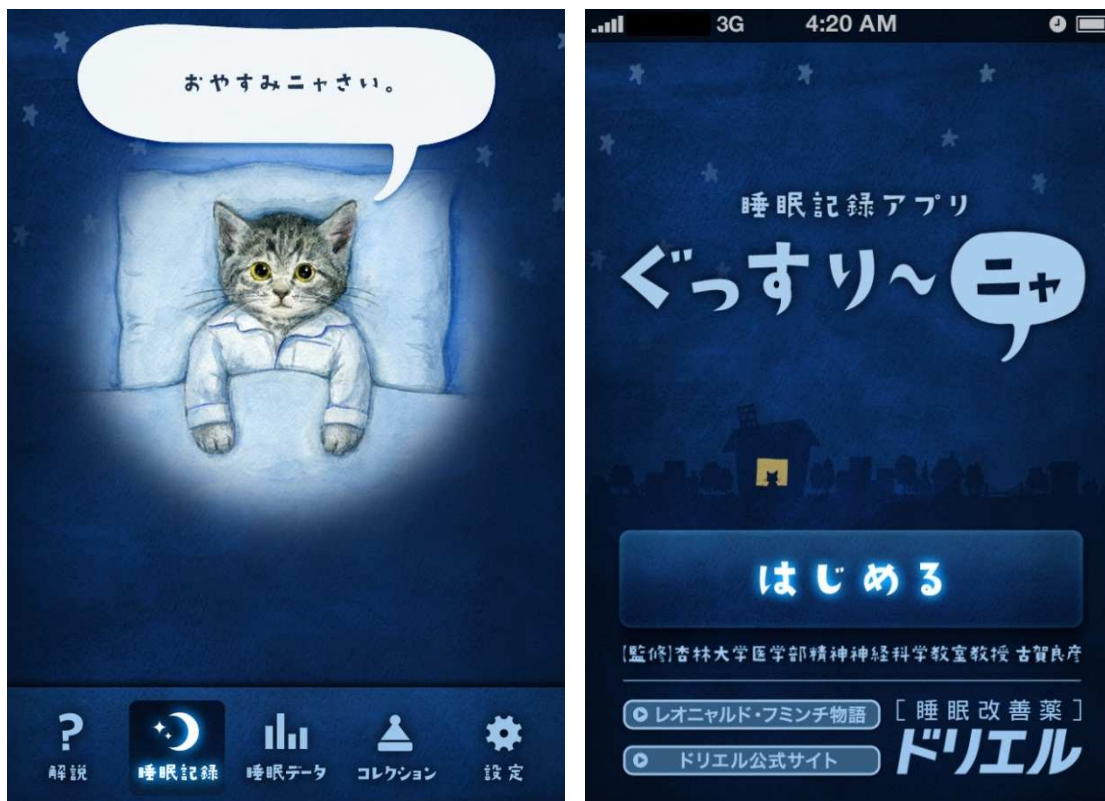 おやすみニャさい。
?
解説
睡眠記録
睡眠データ
コレクション
設定
3G
4:20 AM
睡眠記録アプリ
ぐっすり〜ニャ
はじめる
[監修]杏林大学医学部精神神経科学教室教授 古賀良彦
レオニャルド・フミンチ物語
ドリエル公式サイト
[睡眠改善薬]
ドリエル